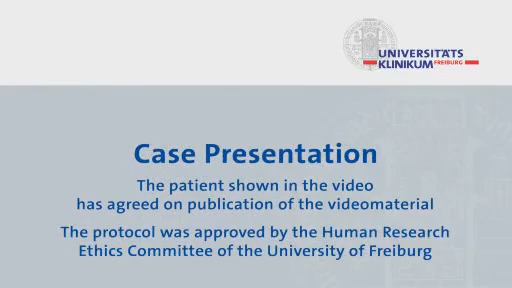 UNIVERSITÄTS
KLINIKUM FREIBURG
Case Presentation
The patient shown in the video
has agreed on publication of the videomaterial
The protocol was approved by the Human Research
Ethics Committee of the University of Freiburg